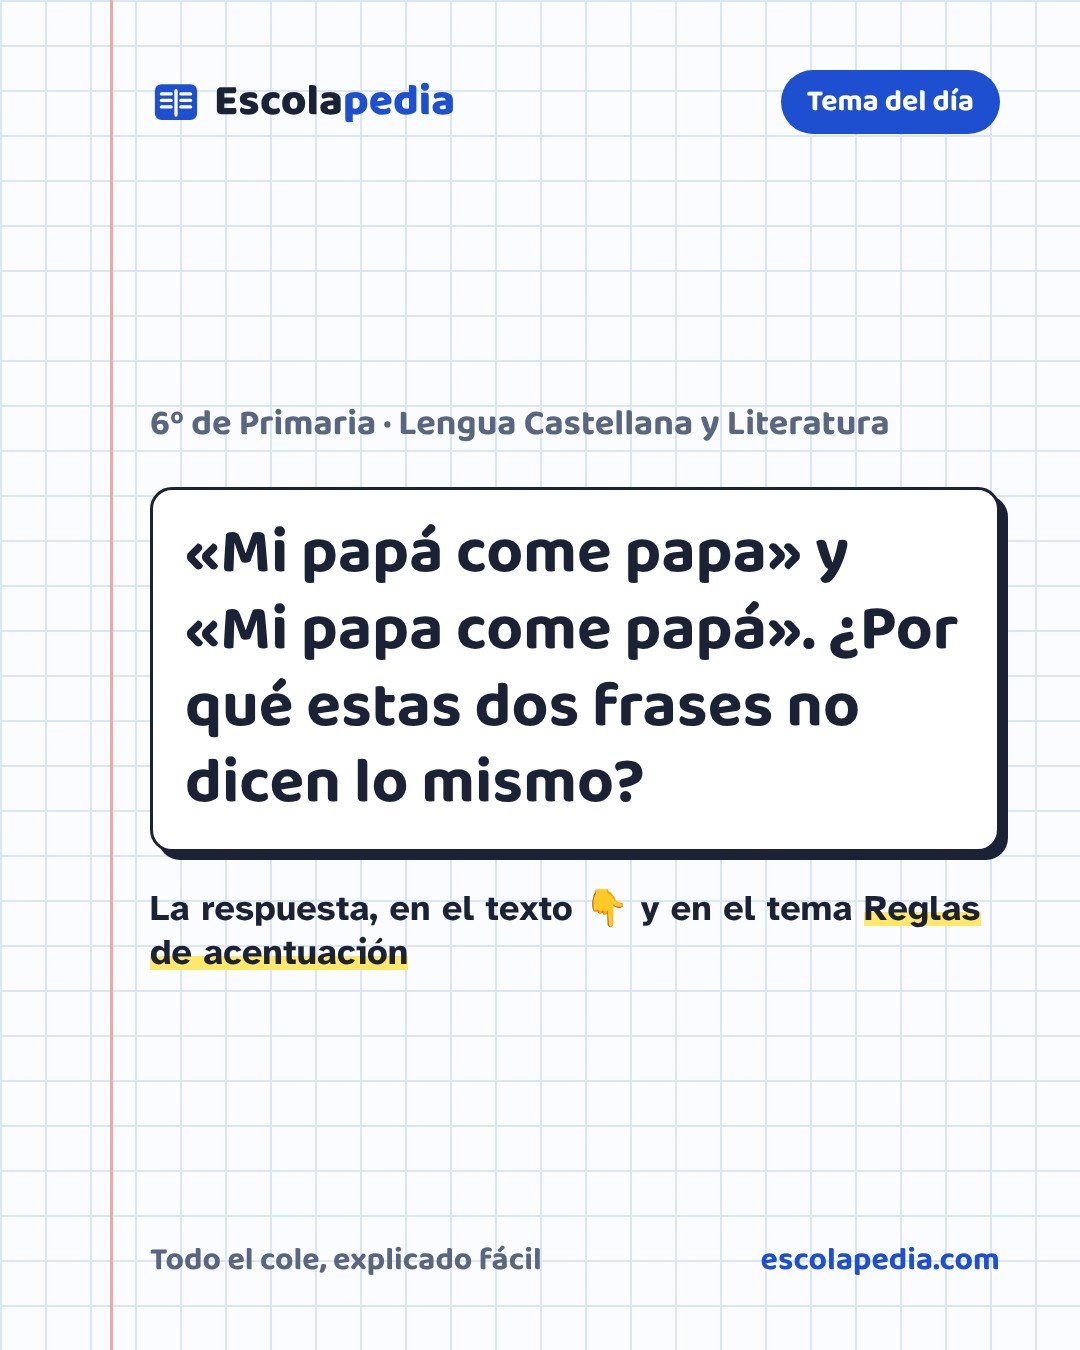 Escolapedia
Tema del día
6º de Primaria · Lengua Castellana y Literatura
«Mi papá come papa» y
«Mi papa come papá». ¿Por
qué estas dos frases no
dicen lo mismo?
La respuesta, en el texto 👇 y en el tema Reglas
de acentuación
Todo el cole, explicado fácil
escolapedia.com